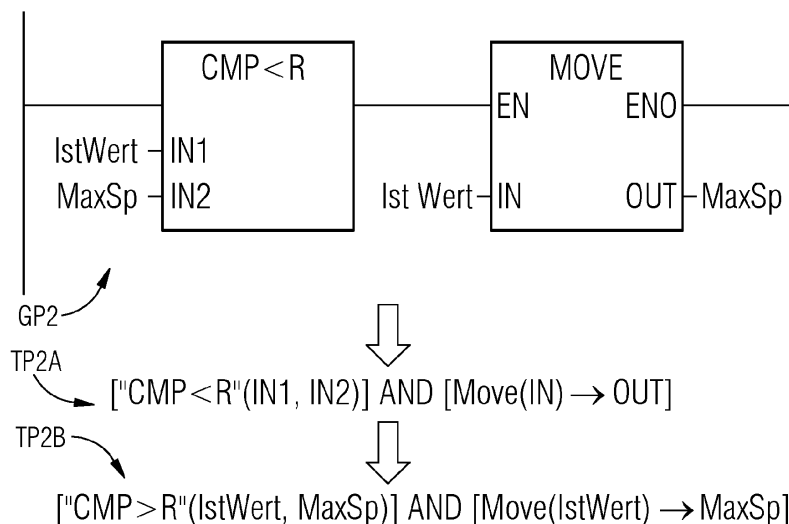 CMP<R MOVE
EN ENO
IstWert IN1
MaxSp IN2 Ist Wert IN OUT MaxSp
GP2
TP2A
["CMP<R"(IN1, IN2)] AND [Move(IN) → OUT]
TP2B
["CMP>R"(IstWert, MaxSp)] AND [Move(IstWert) → MaxSp]